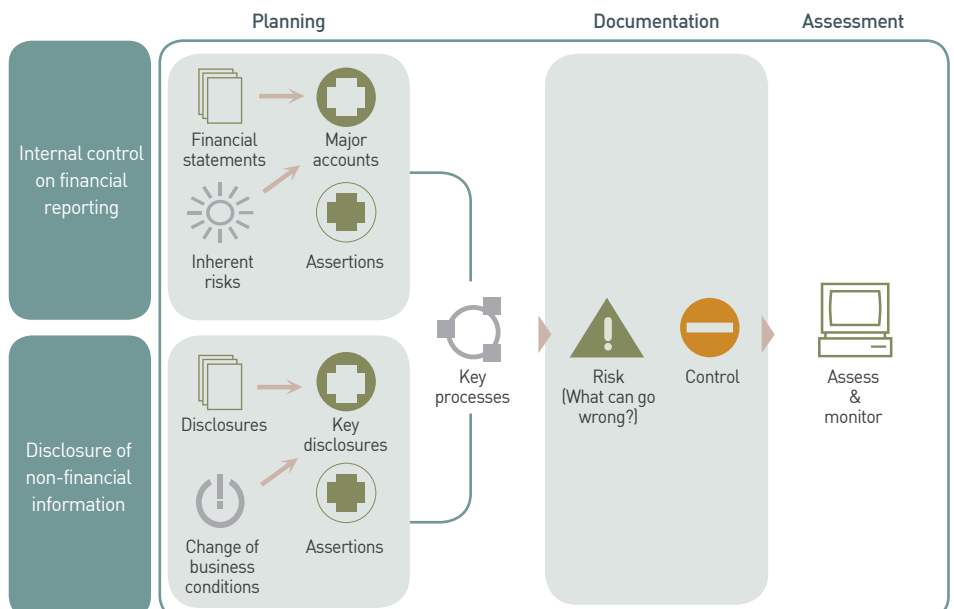 Planning
Documentation
Assessment
Internal control
on financial
reporting
Financial
statements
Major
accounts
Inherent
risks
Assertions
Key
processes
Risk
(What can go
wrong?)
Control
Assess
&
monitor
Disclosure of
non-financial
information
Disclosures
Key
disclosures
Change of
business
conditions
Assertions